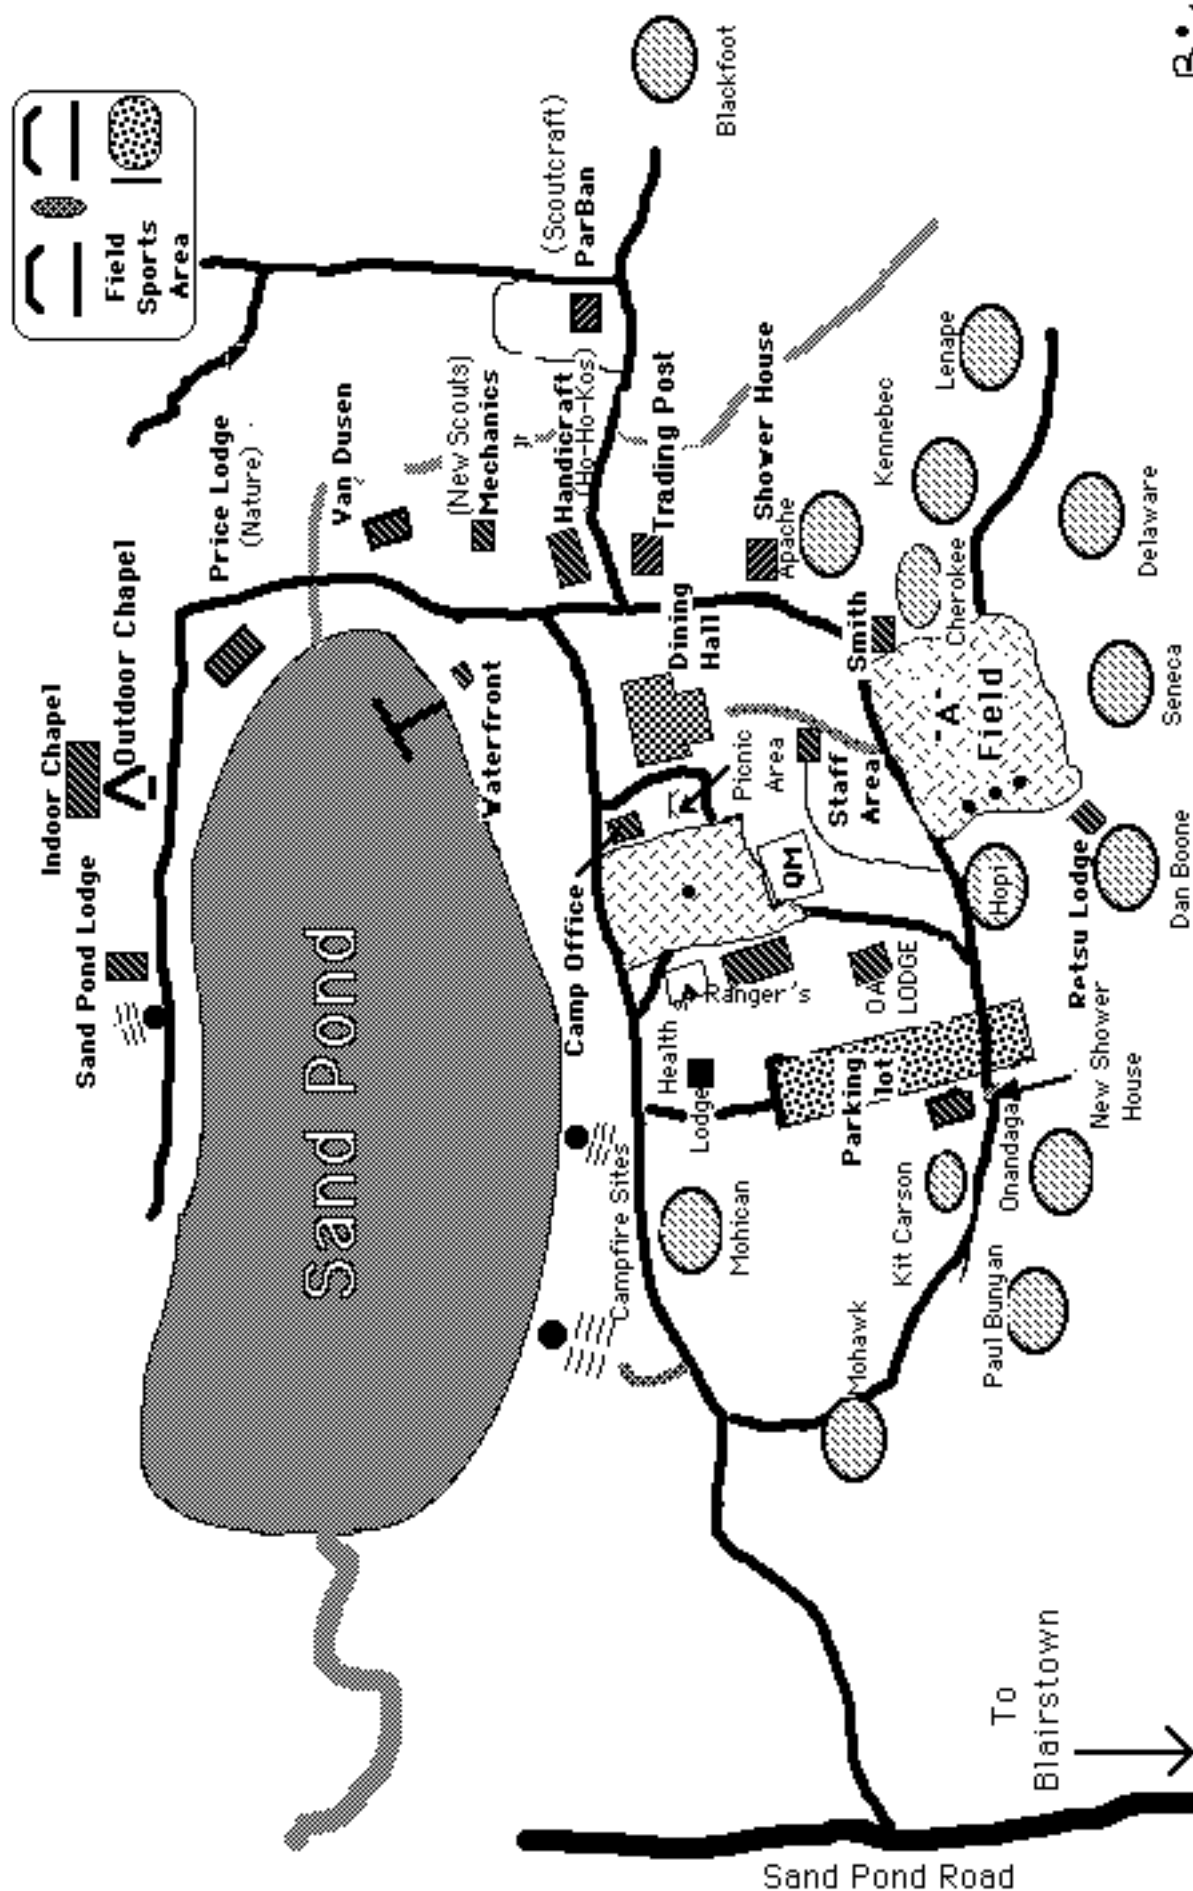 Field
Sports
Area
Blackfoot
(Scoutcraft)
ParBan
Price Lodge
(Nature)
Van Dusen
(New Scouts)
Mechanics
Handicraft
(Ho-Ho-Kos)
Trading Post
Shower House
Lenape
Kennebec
Apache
Cherokee
Delaware
Indoor Chapel
Outdoor Chapel
Sand Pond Lodge
Sand Pond
Waterfront
Dining
Hall
Smith
-A-
Field
Seneca
Picnic
Area
Staff
Area
Camp Office
QM
Hopi
Retsu Lodge
Dan Boone
Ranger's
OA
LODGE
Health
Lodge
Parking
lot
New Shower
House
Onandaga
Kit Carson
Campfire Sites
Mohican
Paul Bunyan
Mohawk
To
Blairstown
Sand Pond Road